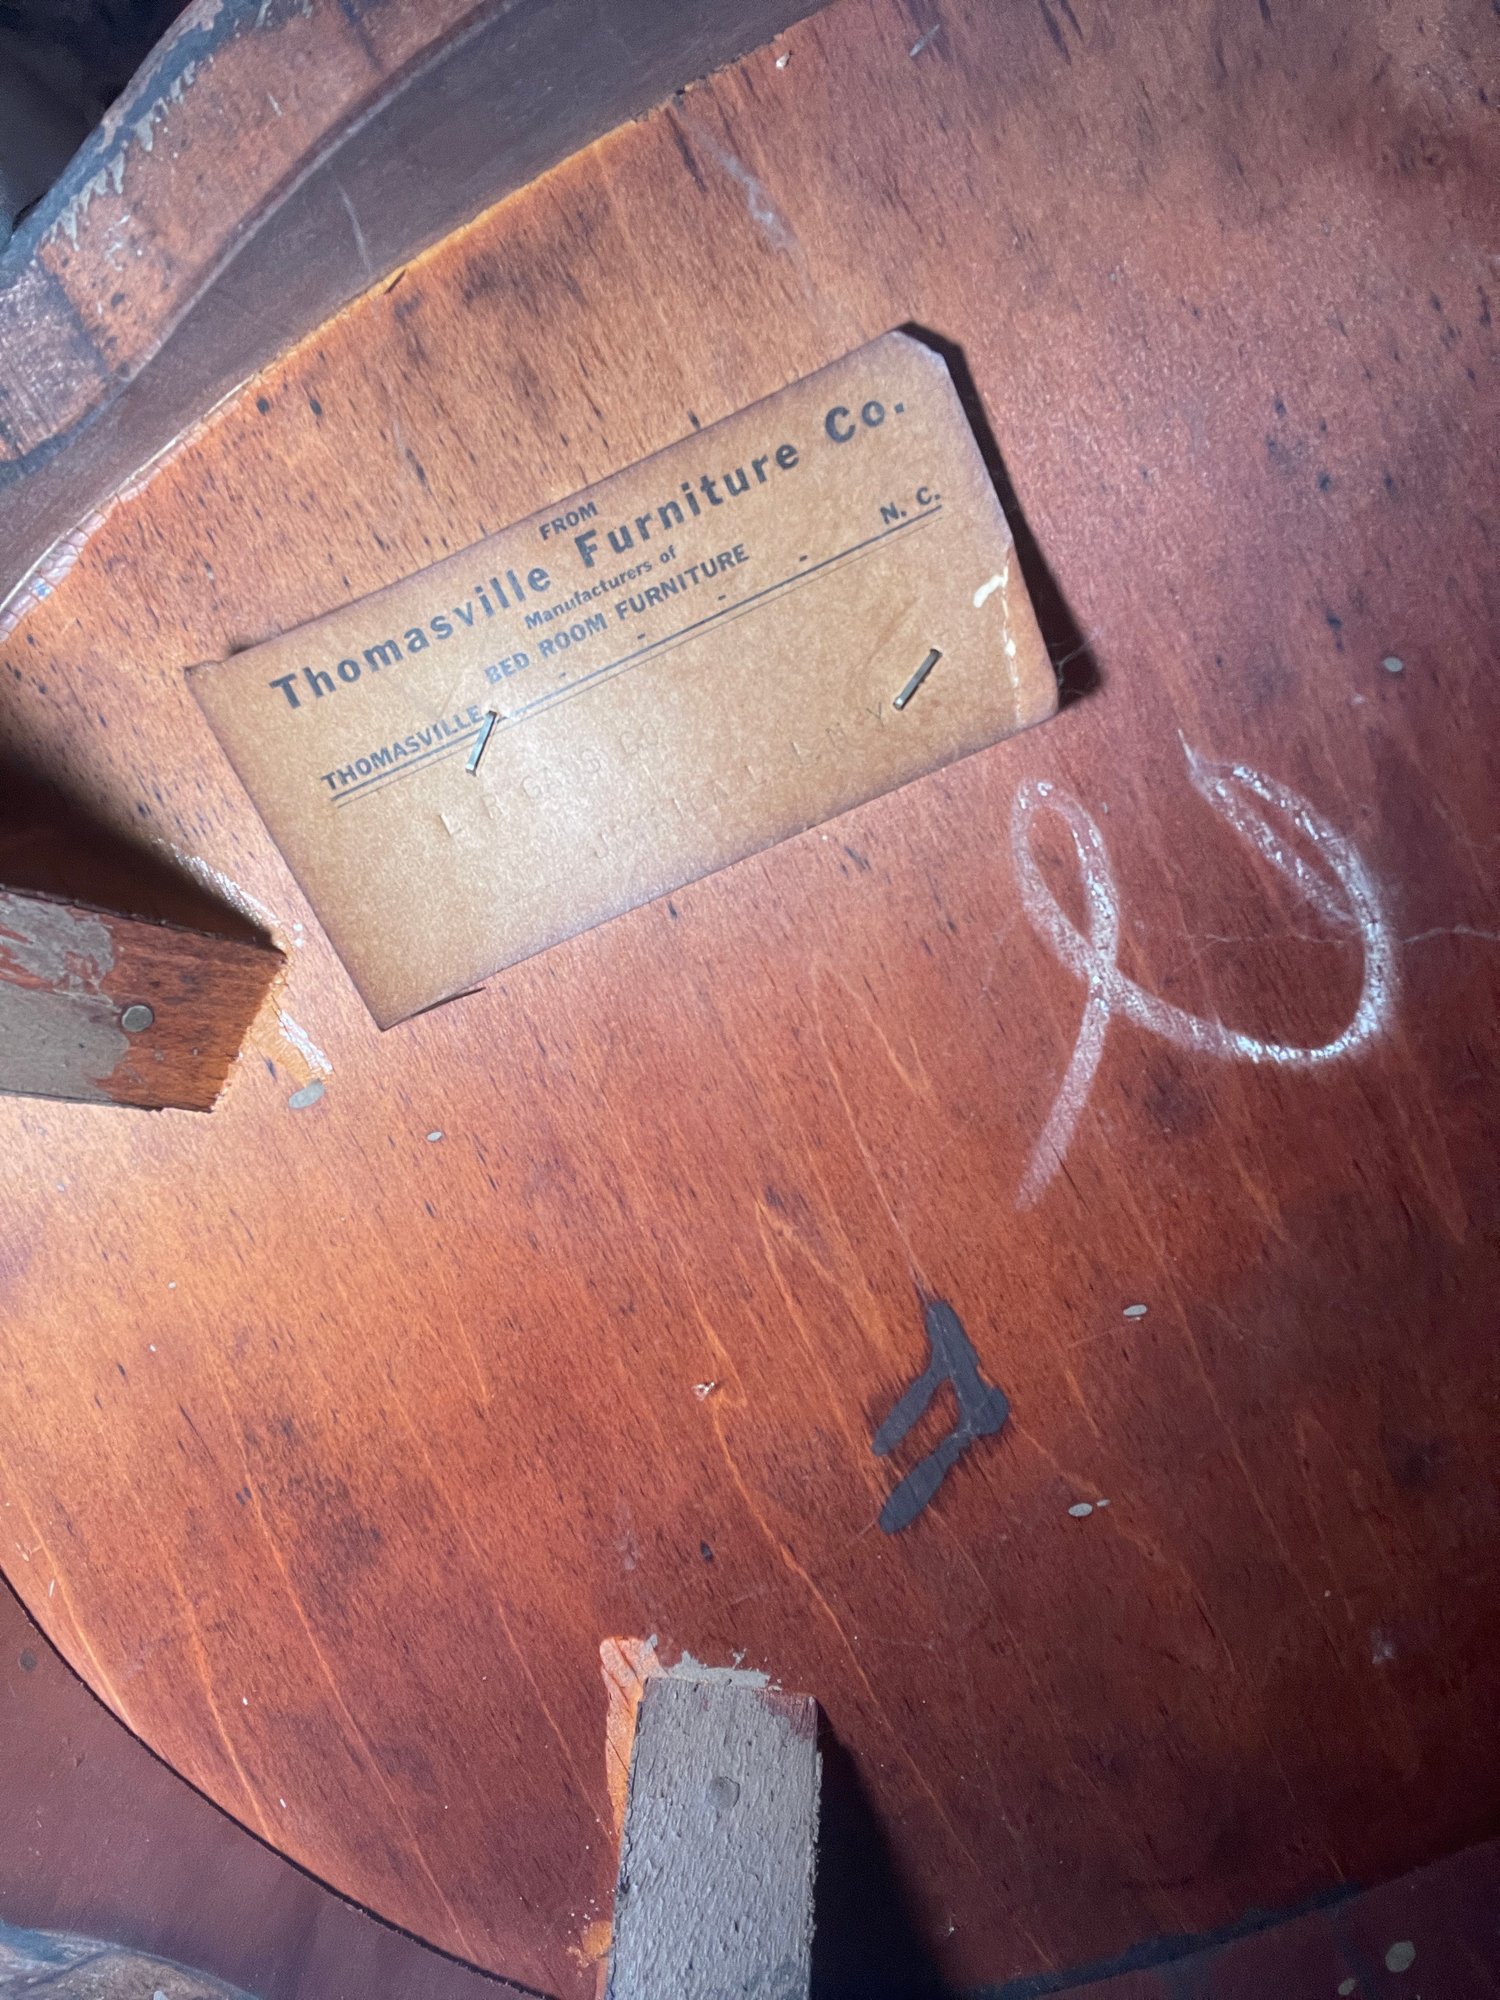 FROM
Thomasville Furniture Co.
Manufacturers of
BED ROOM FURNITURE
THOMASVILLE - - - - N. C.
N Y